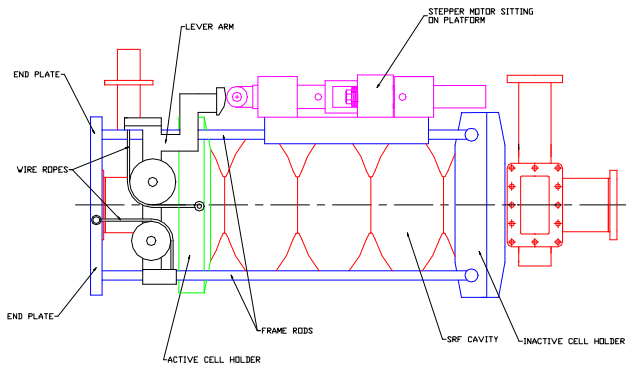 STEPPER MOTOR SITTING
ON PLATFORM
LEVER ARM
END PLATE
WIRE ROPES
END PLATE
FRAME RODS
SRF CAVITY
INACTIVE CELL HOLDER
ACTIVE CELL HOLDER